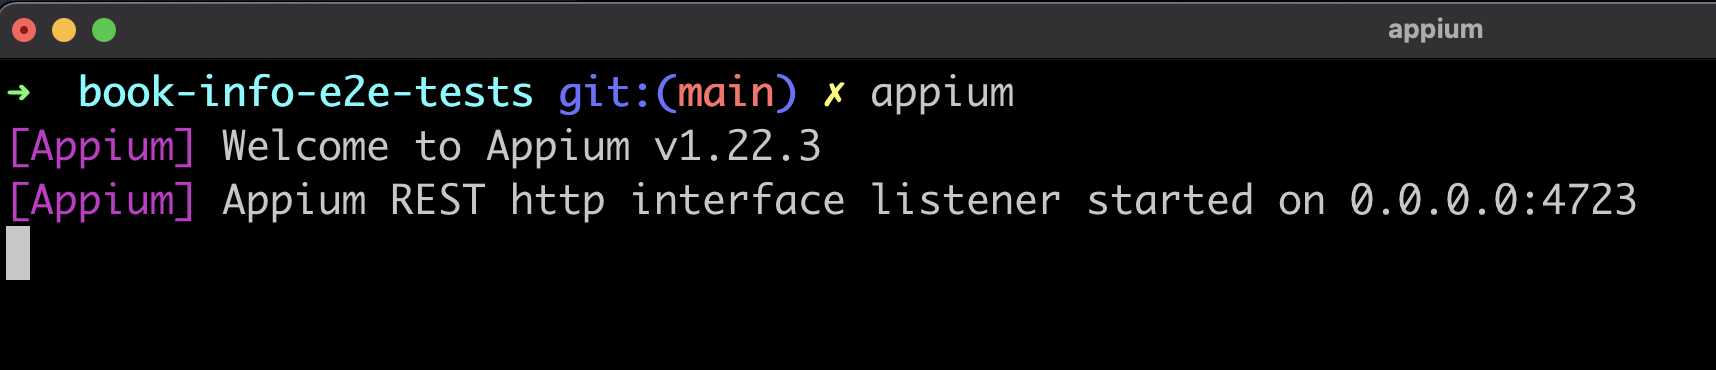 appium
➜ book-info-e2e-tests git:(main) ✗ appium
[Appium] Welcome to Appium v1.22.3
[Appium] Appium REST http interface listener started on 0.0.0.0:4723